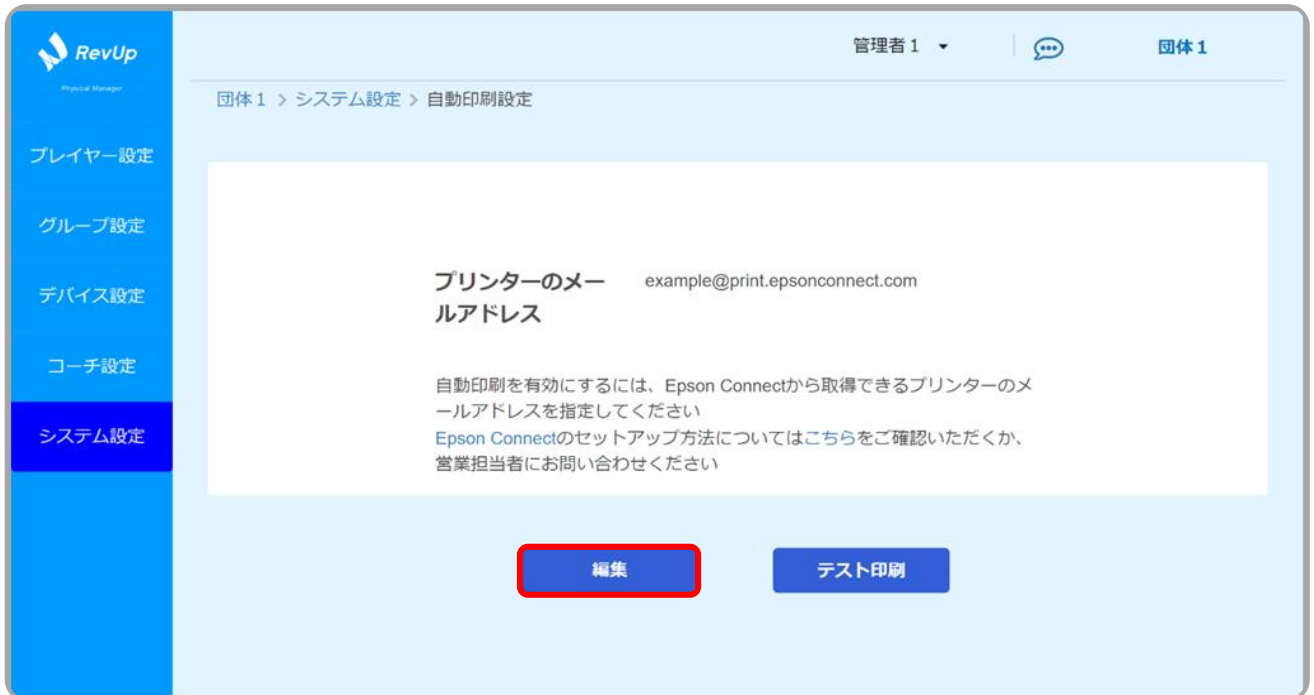 RevUp
Physical Manager
管理者1
団体1
団体1 > システム設定 > 自動印刷設定
プレイヤー設定
グループ設定
デバイス設定
コーチ設定
システム設定
プリンターのメー
ルアドレス
example@print.epsonconnect.com
自動印刷を有効にするには、Epson Connectから取得できるプリンターのメ
ールアドレスを指定してください
Epson Connectのセットアップ方法についてはこちらをご確認いただくか、
営業担当者にお問い合わせください
編集
テスト印刷